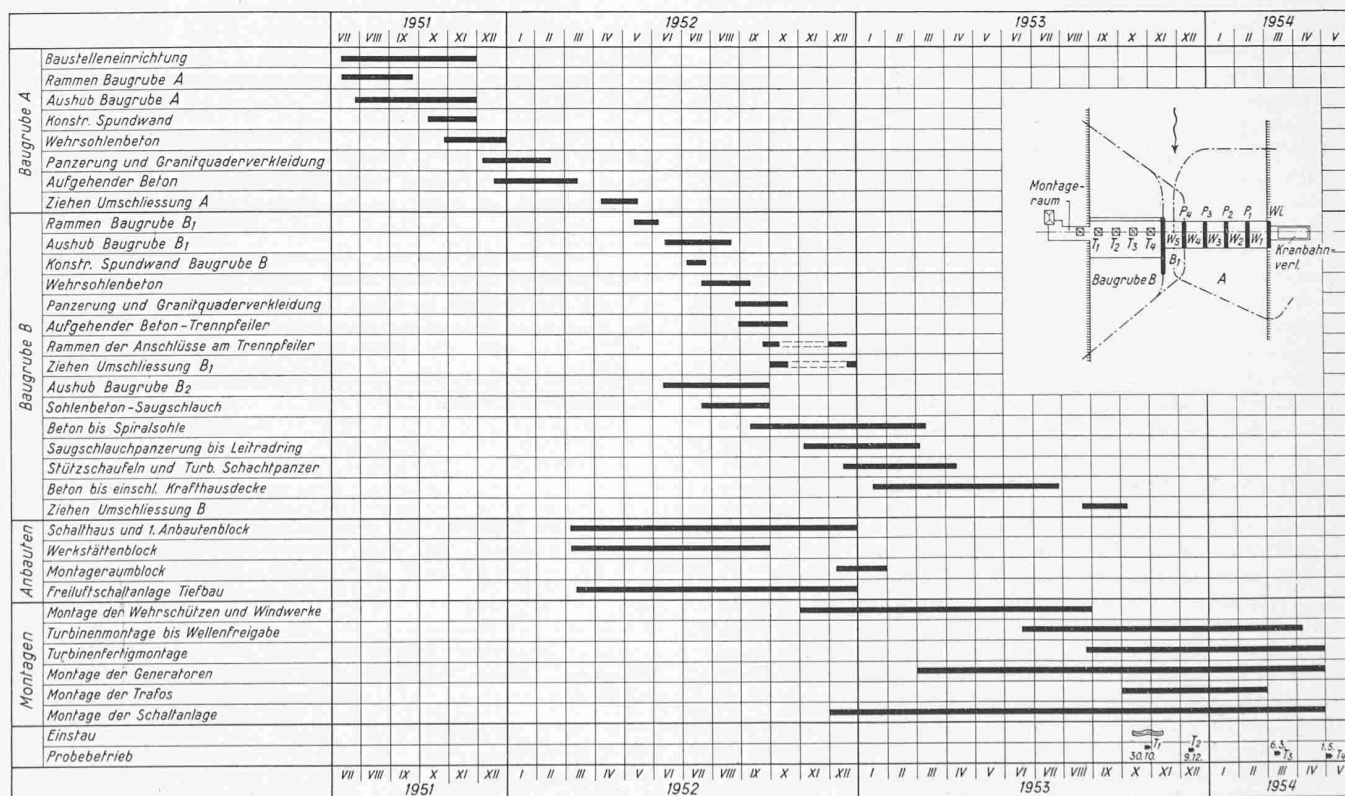 1951 1952 1953 1954
VII VIII IX X XI XII I II III IV V VI VII VIII IX X XI XII I II III IV V VI VII VIII IX X XI XII I II III IV V
Baugrube A
Baustelleneinrichtung
Rammen Baugrube A
Aushub Baugrube A
Konstr. Spundwand
Wehrsohlenbeton
Panzerung und Granitquaderverkleidung
Aufgehender Beton
Ziehen Umschliessung A
Baugrube B
Rammen Baugrube B1
Aushub Baugrube B1
Konstr. Spundwand Baugrube B
Wehrsohlenbeton
Panzerung und Granitquaderverkleidung
Aufgehender Beton-Trennpfeiler
Rammen der Anschlüsse am Trennpfeiler
Ziehen Umschliessung B1
Aushub Baugrube B2
Sohlenbeton-Saugschlauch
Beton bis Spiralsohle
Saugschlauchpanzerung bis Leitradring
Stützschaufeln und Turb. Schachtpanzer
Beton bis einschl. Krafthausdecke
Ziehen Umschliessung B
Anbauten
Schalthaus und 1. Anbautenblock
Werkstättenblock
Montageraumblock
Freiluftschaltanlage Tiefbau
Montagen
Montage der Wehrschützen und Windwerke
Turbinenmontage bis Wellenfreigabe
Turbinenfertigmontage
Montage der Generatoren
Montage der Trafos
Montage der Schaltanlage
Einstau
Probebetrieb
T1 T2 6.3. T3 1.5. T4
30.10. 9.12.
Montage-
raum
P4 P3 P2 P1 Wi
T1 T2 T3 T4 W5 W4 W3 W2 W1
Kranbahn-
verl.
B1
Baugrube B
A
VII VIII IX X XI XII I II III IV V VI VII VIII IX X XI XII I II III IV V VI VII VIII IX X XI XII I II III IV V
1951 1952 1953 1954